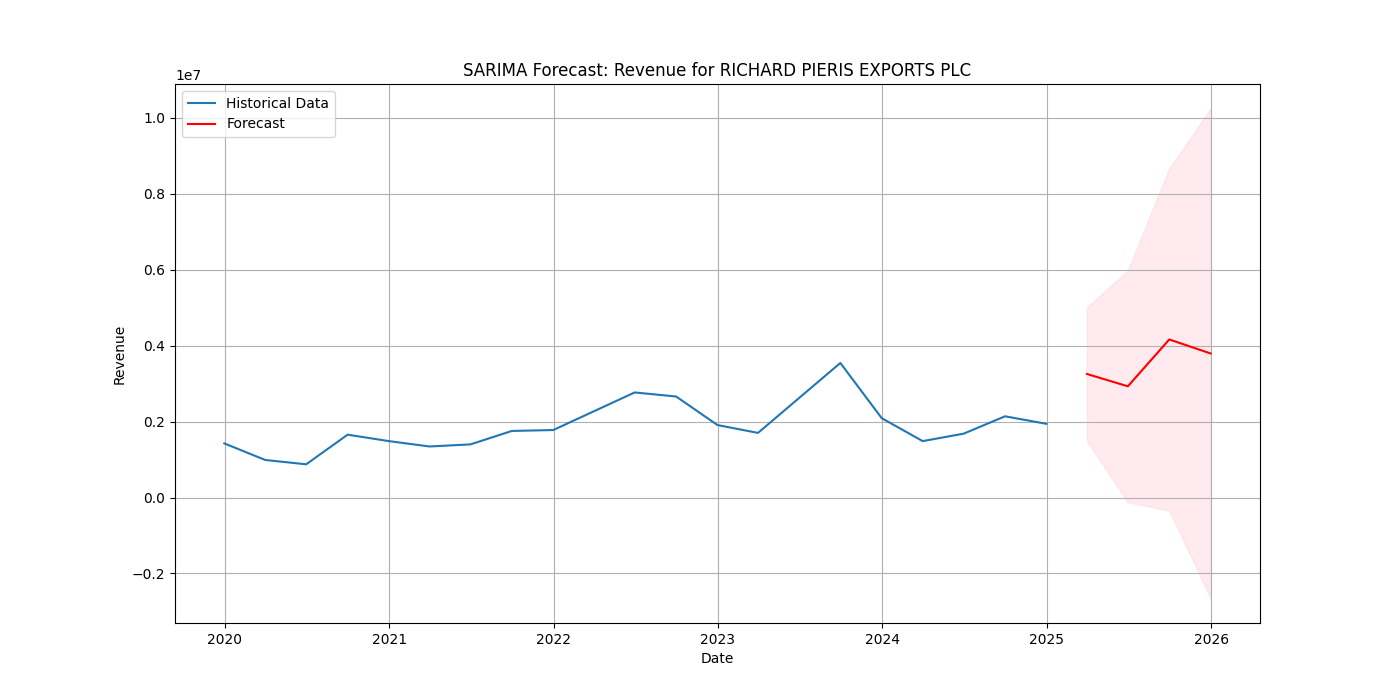 SARIMA Forecast: Revenue for RICHARD PIERIS EXPORTS PLC
1e7
Historical Data
Forecast
1.0
0.8
0.6
0.4
0.2
0.0
−0.2
Revenue
2020 2021 2022 2023 2024 2025 2026
Date